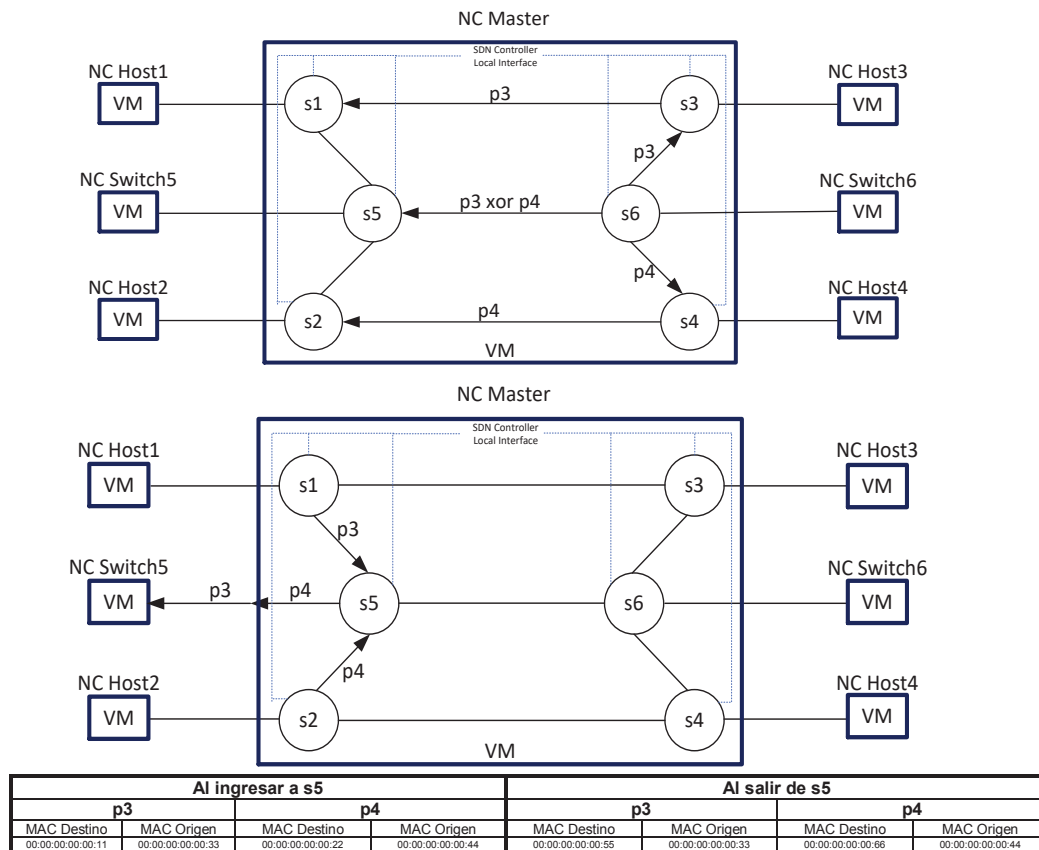 NC Master
SDN Controller
Local Interface
NC Host1
VM
s1
p3
s3
NC Host3
VM
p3
NC Switch5
VM
s5
p3 xor p4
s6
NC Switch6
VM
p4
NC Host2
VM
s2
p4
s4
NC Host4
VM
VM
NC Master
SDN Controller
Local Interface
NC Host1
VM
s1
s3
NC Host3
VM
p3
NC Switch5
VM
p3
p4
s5
s6
NC Switch6
VM
p4
NC Host2
VM
s2
s4
NC Host4
VM
VM
Al ingresar a s5 Al salir de s5
p3 p4 p3 p4
MAC Destino MAC Origen MAC Destino MAC Origen MAC Destino MAC Origen MAC Destino MAC Origen
00:00:00:00:00:11 00:00:00:00:00:33 00:00:00:00:00:22 00:00:00:00:00:44 00:00:00:00:00:55 00:00:00:00:00:33 00:00:00:00:00:66 00:00:00:00:00:44